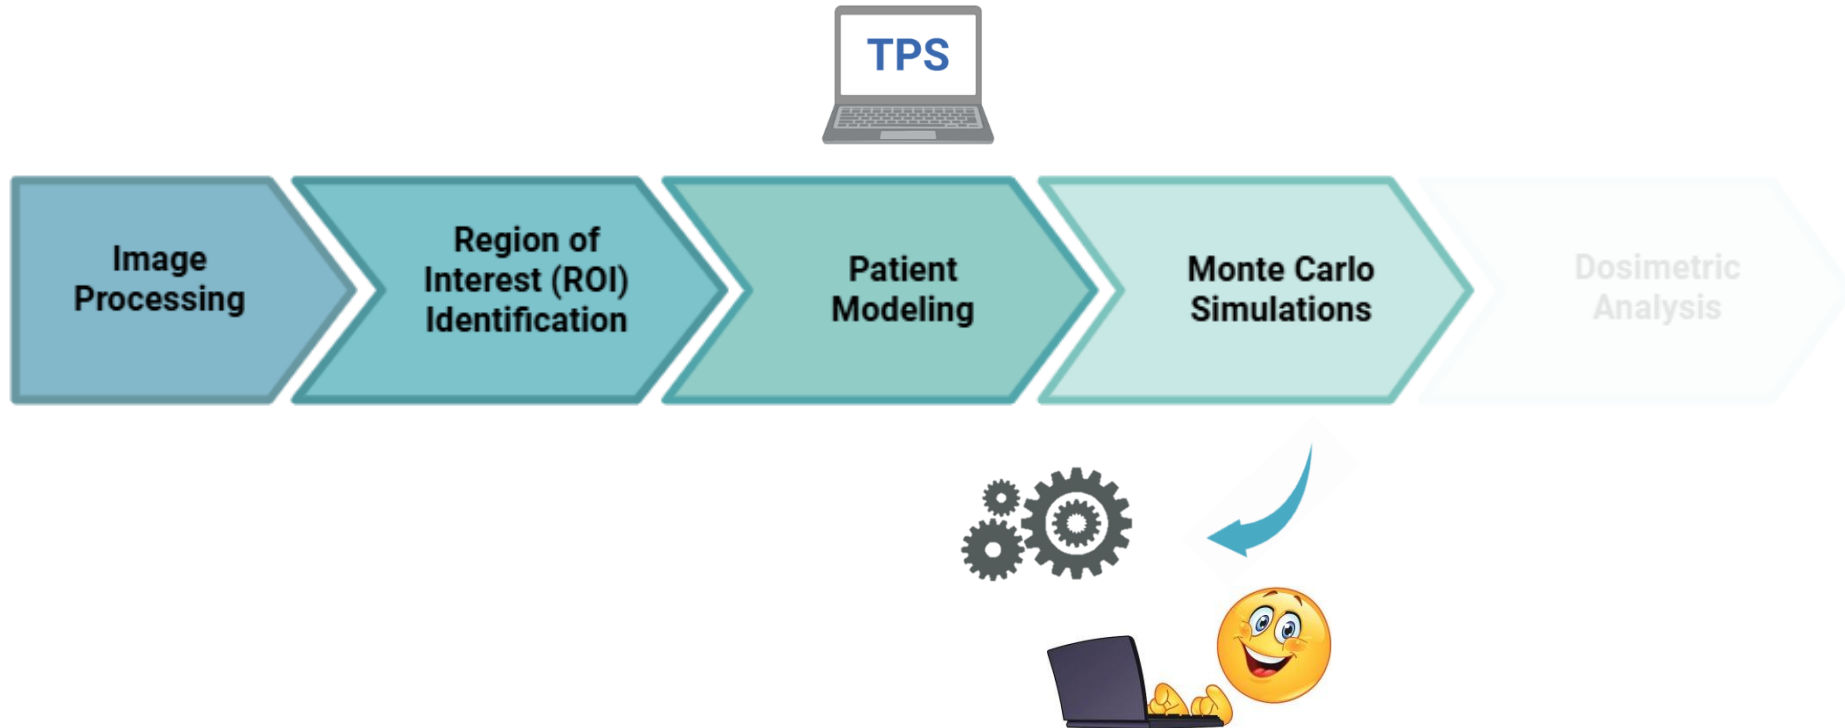 TPS
Image
Processing
Region of
Interest (ROI)
Identification
Patient
Modeling
Monte Carlo
Simulations
Dosimetric
Analysis